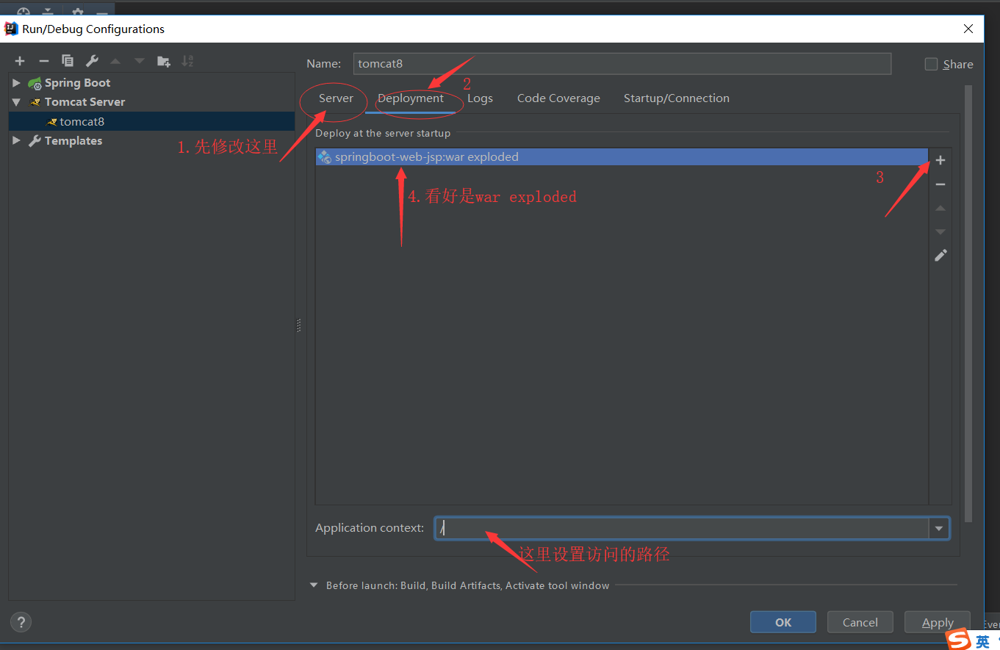 Run/Debug Configurations
Name: tomcat8
Share
Spring Boot
Tomcat Server
tomcat8
Templates
1.先修改这里
2
Server Deployment Logs Code Coverage Startup/Connection
Deploy at the server startup
springboot-web-jsp:war exploded
3
4.看好是war exploded
Application context: /
这里设置访问的路径
Before launch: Build, Build Artifacts, Activate tool window
?
OK Cancel Apply
Eve
S 英